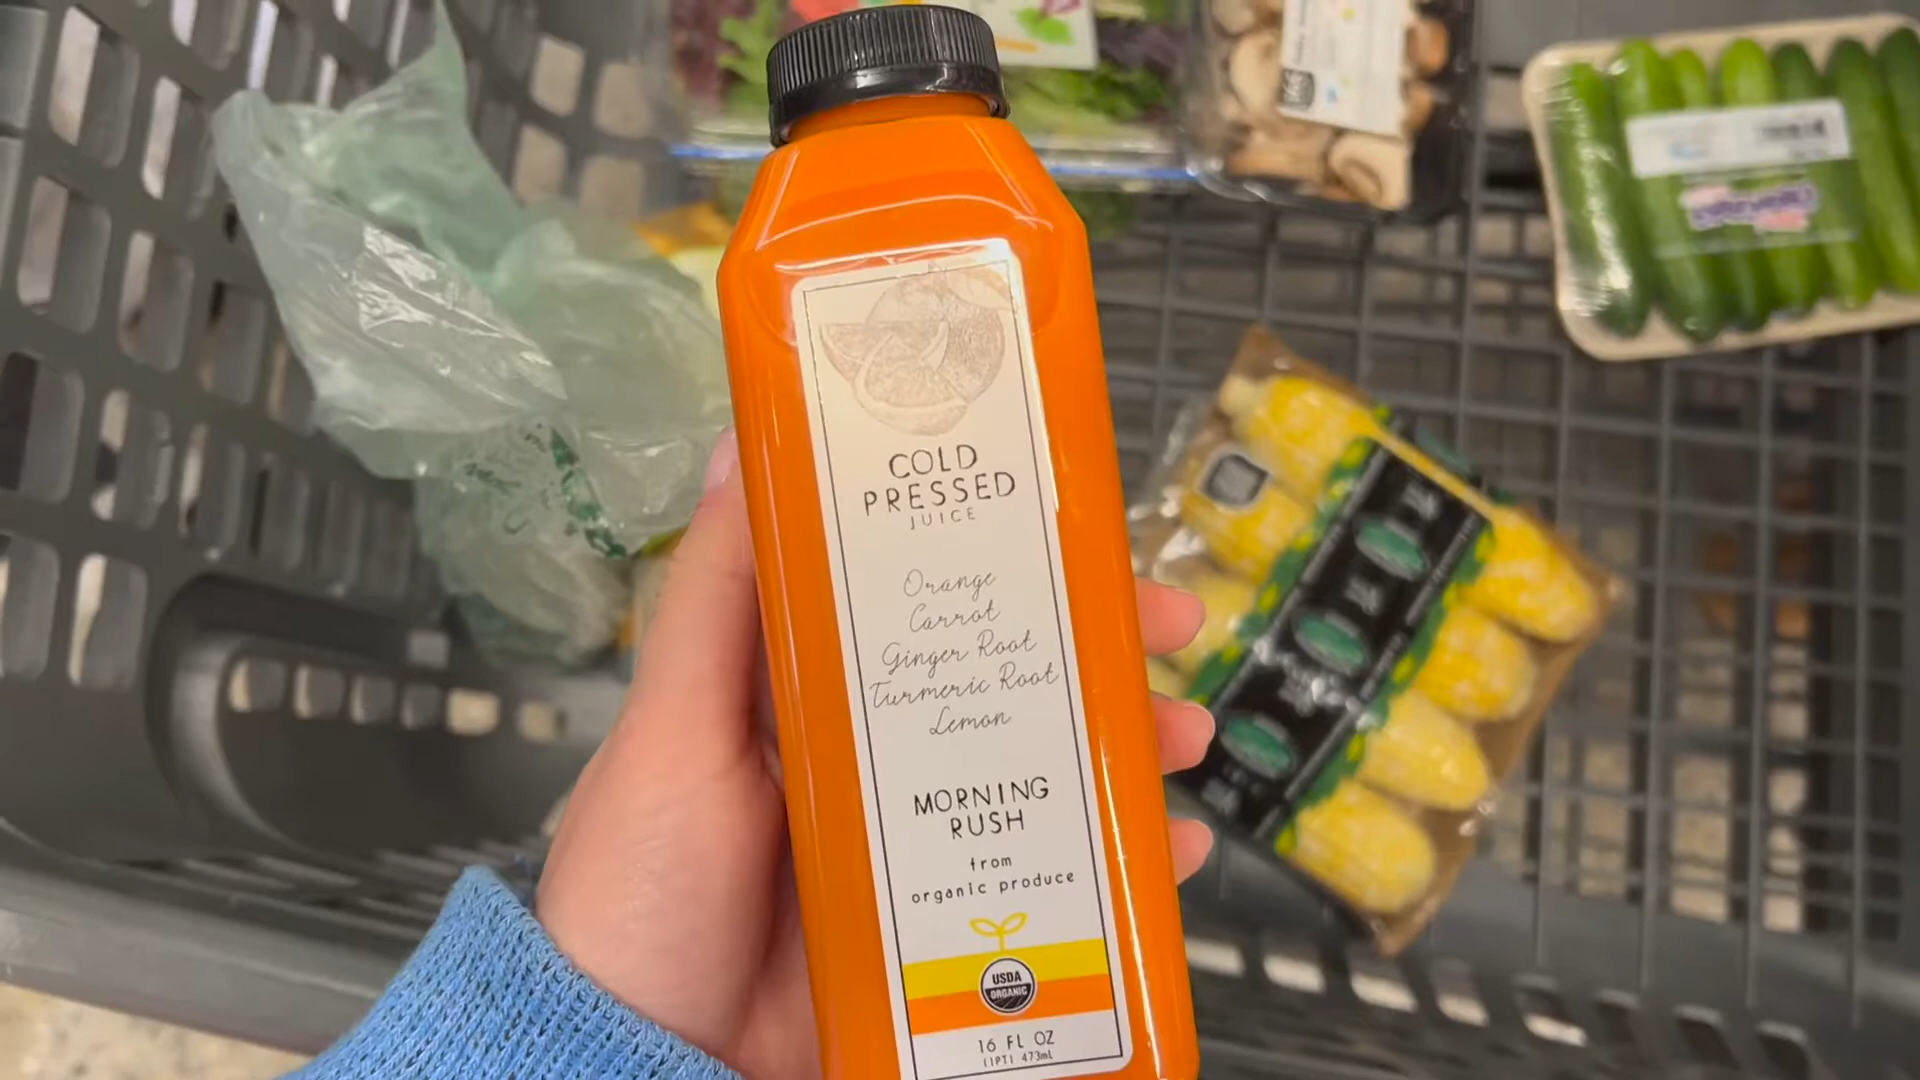 COLD
PRESSED
JUICE
Orange
Carrot
Ginger Root
Turmeric Root
Lemon
MORNING
RUSH
from
organic produce
USDA
ORGANIC
16 FL OZ
(1PT) 473mL